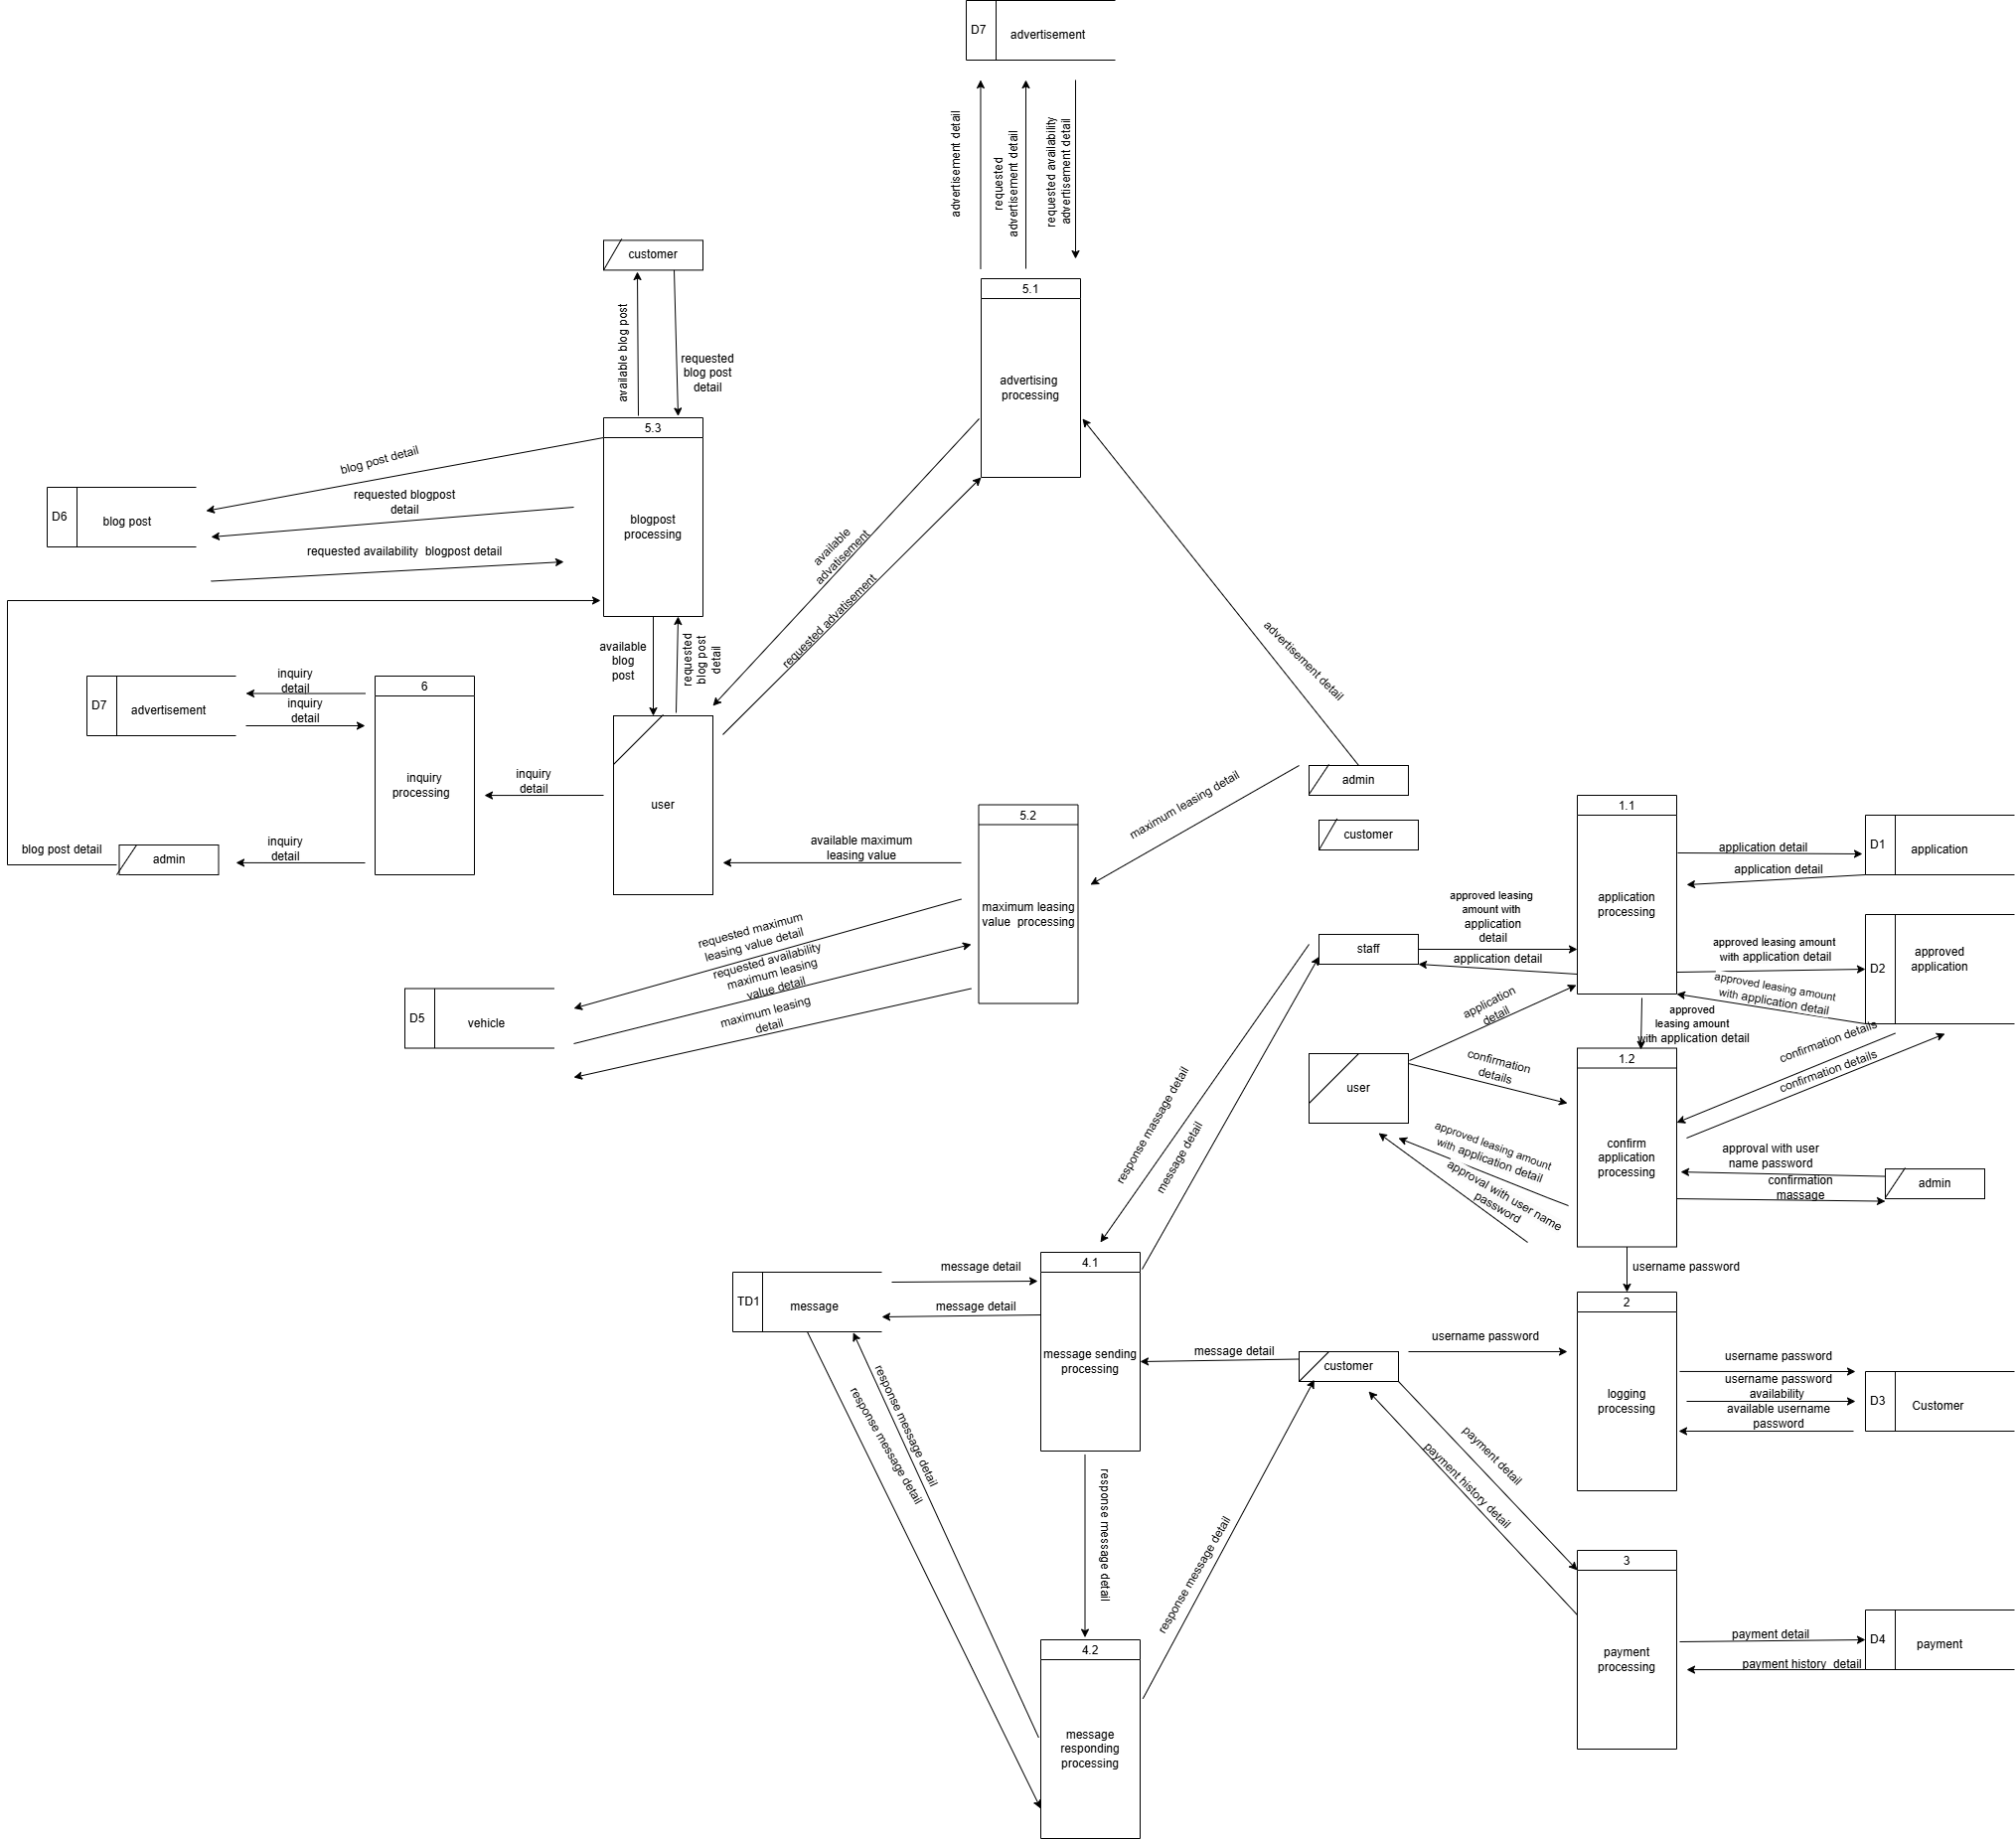 D7
advertisement
advertisement detail
requested
advertisement detail
requested availability
advertisement detail
customer
5.1
available blog post
requested
blog post
detail
advertising
processing
5.3
blog post detail
requested blogpost
detail
D6
blog post
blogpost
processing
requested availability  blogpost detail
available
advatisement
requested advatisement
advertisement detail
available
blog
post
requested
blog post
detail
D7
advertisement
inquiry
detail
inquiry
detail
6
inquiry
processing
inquiry
detail
user
blog post detail
admin
inquiry
detail
available maximum
leasing value
5.2
maximum leasing
value  processing
maximum leasing detail
admin
customer
requested maximum
leasing value detail
requested availability
maximum leasing
value detail
maximum leasing
detail
D5
vehicle
1.1
application
processing
application detail
application detail
D1
application
approved leasing
amount with
application
detail
staff
application detail
approved leasing amount
with application detail
approved leasing amount
with application detail
D2
approved
application
application
detail
approved
leasing amount
with application detail
confirmation details
confirmation details
user
confirmation
details
1.2
confirm
application
processing
response massage detail
message detail
approved leasing amount
with application detail
approval with user name
password
approval with user
name password
confirmation
massage
admin
username password
TD1
message
message detail
message detail
4.1
message sending
processing
message detail
customer
username password
2
logging
processing
username password
username password
availability
available username
password
D3
Customer
response message detail
response message detail
response message detail
response message detail
payment detail
payment history detail
3
payment
processing
payment detail
payment history  detail
D4
payment
4.2
message
responding
processing